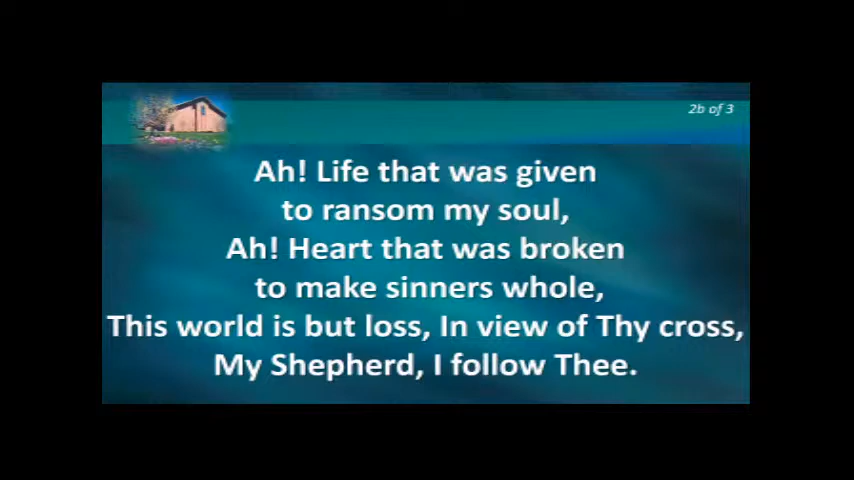 2b of 3
Ah! Life that was given
to ransom my soul,
Ah! Heart that was broken
to make sinners whole,
This world is but loss, In view of Thy cross,
My Shepherd, I follow Thee.